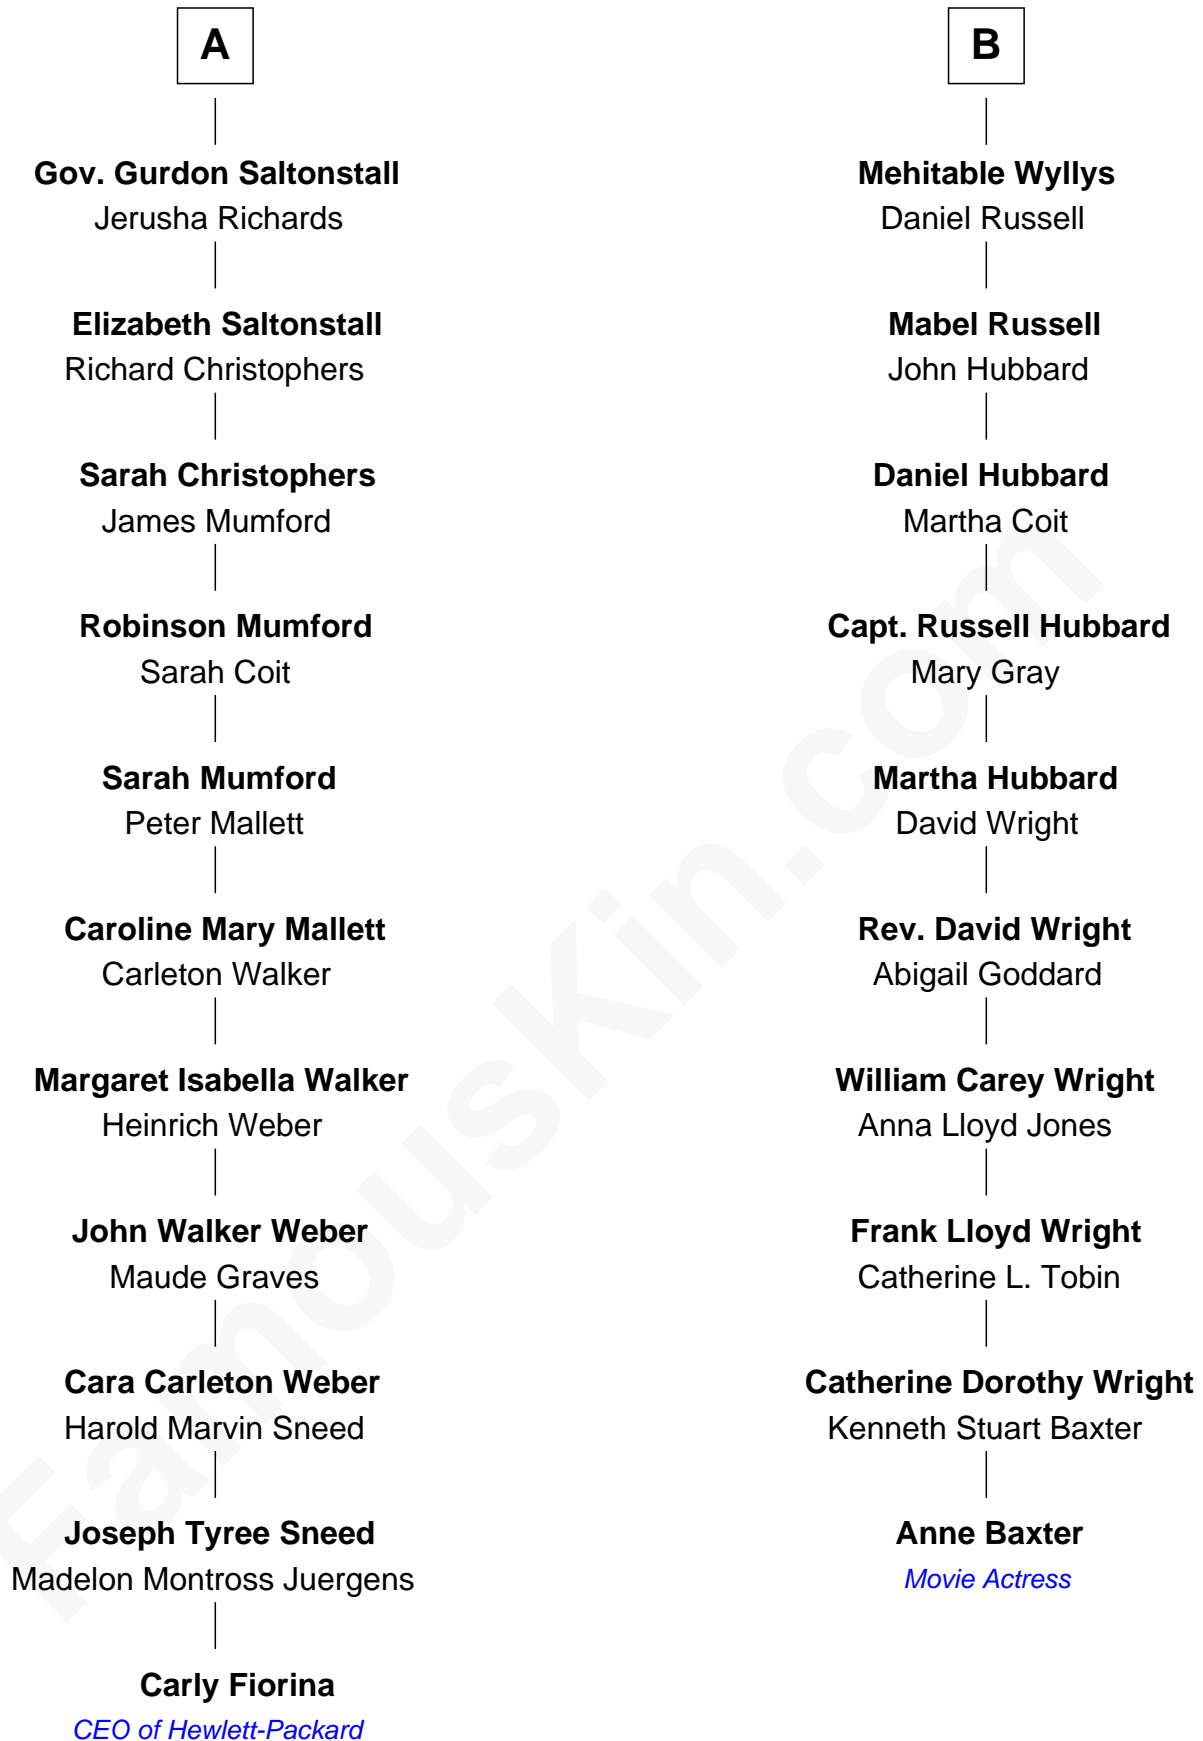 A
Gov. Gurdon Saltonstall
Jerusha Richards
Elizabeth Saltonstall
Richard Christophers
Sarah Christophers
James Mumford
Robinson Mumford
Sarah Coit
Sarah Mumford
Peter Mallett
Caroline Mary Mallett
Carleton Walker
Margaret Isabella Walker
Heinrich Weber
John Walker Weber
Maude Graves
Cara Carleton Weber
Harold Marvin Sneed
Joseph Tyree Sneed
Madelon Montross Juergens
Carly Fiorina
CEO of Hewlett-Packard
B
Mehitable Wyllys
Daniel Russell
Mabel Russell
John Hubbard
Daniel Hubbard
Martha Coit
Capt. Russell Hubbard
Mary Gray
Martha Hubbard
David Wright
Rev. David Wright
Abigail Goddard
William Carey Wright
Anna Lloyd Jones
Frank Lloyd Wright
Catherine L. Tobin
Catherine Dorothy Wright
Kenneth Stuart Baxter
Anne Baxter
Movie Actress
FamousKin.com